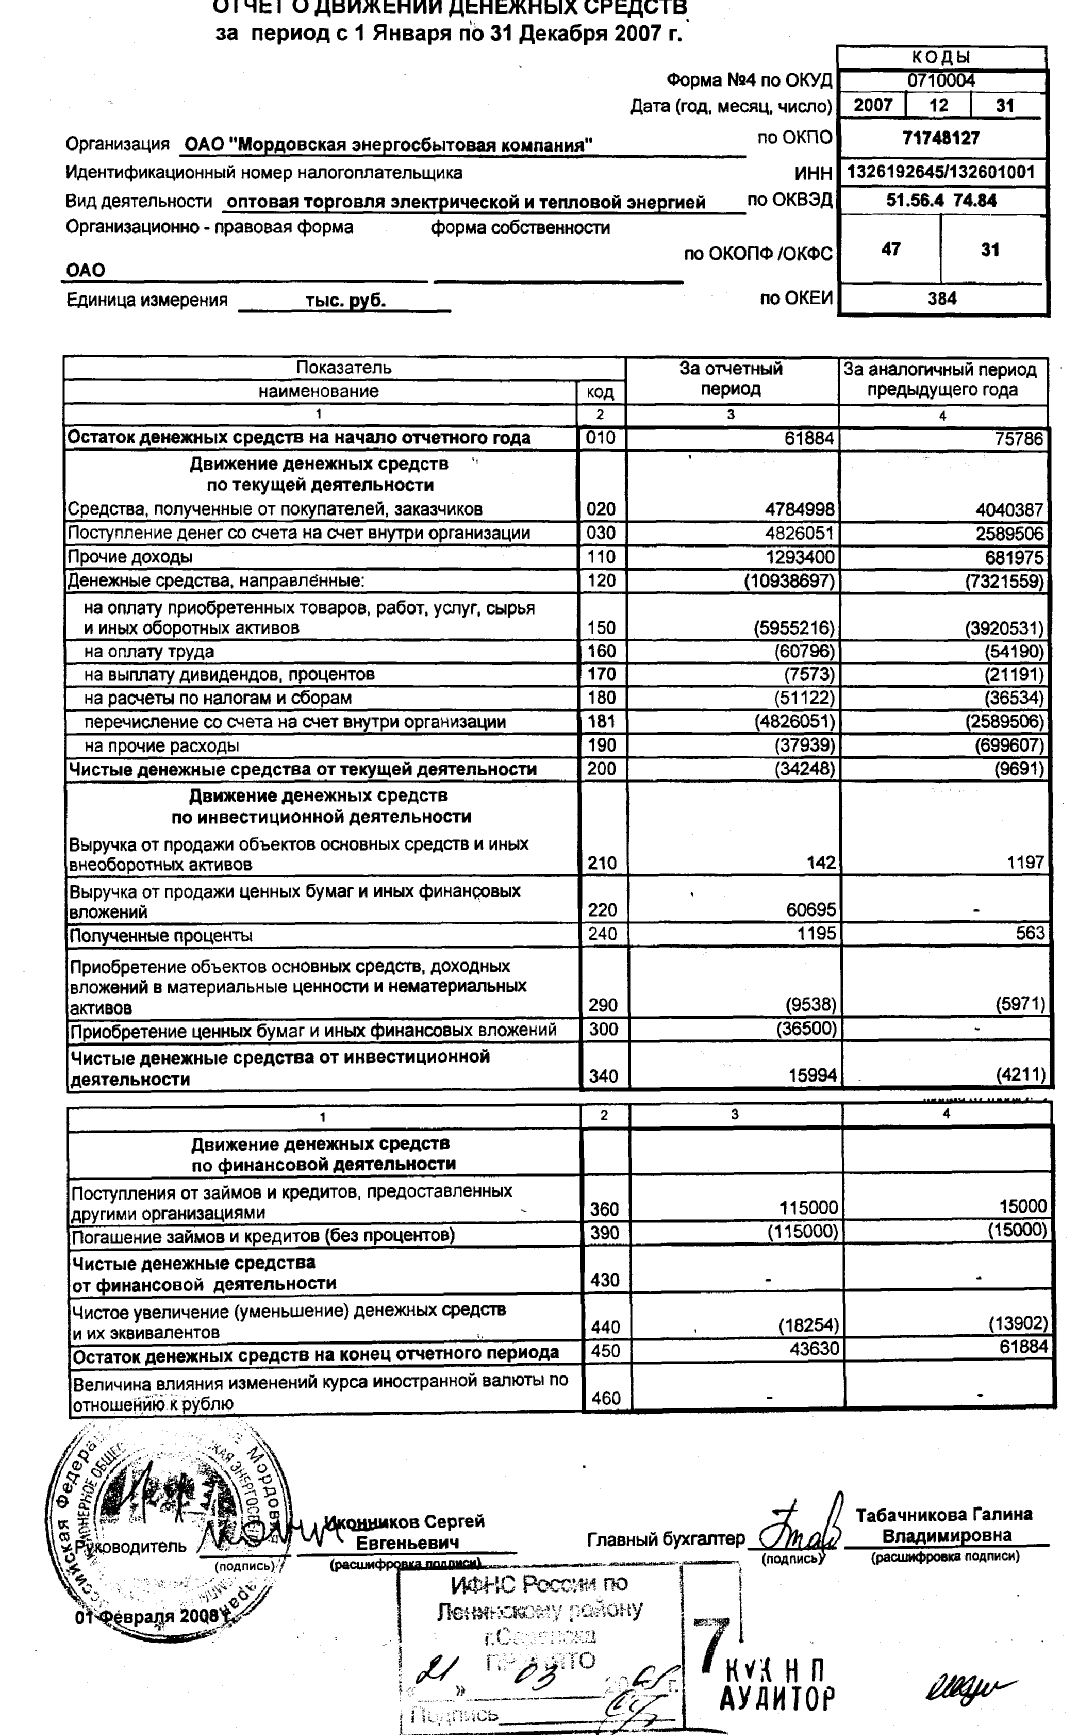 ОТЧЕТ О ДВИЖЕНИИ ДЕНЕЖНЫХ СРЕДСТВ
за период с 1 Января по 31 Декабря 2007 г.
КОДЫ
Форма №4 по ОКУД 0710004
Дата (год, месяц, число) 2007 12 31
Организация ОАО "Мордовская энергосбытовая компания" по ОКПО 71748127
Идентификационный номер налогоплательщика ИНН 1326192645/132601001
Вид деятельности оптовая торговля электрической и тепловой энергией по ОКВЭД 51.56.4 74.84
Организационно - правовая форма форма собственности
по ОКОПФ /ОКФС 47 31
ОАО
Единица измерения тыс. руб. по ОКЕИ 384
Показатель За отчетный период За аналогичный период предыдущего года
наименование код
1 2 3 4
Остаток денежных средств на начало отчетного года 010 61884 75786
Движение денежных средств
по текущей деятельности
Средства, полученные от покупателей, заказчиков 020 4784998 4040387
Поступление денег со счета на счет внутри организации 030 4826051 2589506
Прочие доходы 110 1293400 681975
Денежные средства, направленные: 120 (10938697) (7321559)
на оплату приобретенных товаров, работ, услуг, сырья
и иных оборотных активов 150 (5955216) (3920531)
на оплату труда 160 (60796) (54190)
на выплату дивидендов, процентов 170 (7573) (21191)
на расчеты по налогам и сборам 180 (51122) (36534)
перечисление со счета на счет внутри организации 181 (4826051) (2589506)
на прочие расходы 190 (37939) (699607)
Чистые денежные средства от текущей деятельности 200 (34248) (9691)
Движение денежных средств
по инвестиционной деятельности
Выручка от продажи объектов основных средств и иных
внеоборотных активов 210 142 1197
Выручка от продажи ценных бумаг и иных финансовых
вложений 220 60695 -
Полученные проценты 240 1195 563
Приобретение объектов основных средств, доходных
вложений в материальные ценности и нематериальных
активов 290 (9538) (5971)
Приобретение ценных бумаг и иных финансовых вложений 300 (36500) -
Чистые денежные средства от инвестиционной
деятельности 340 15994 (4211)
1 2 3 4
Движение денежных средств
по финансовой деятельности
Поступления от займов и кредитов, предоставленных
другими организациями 360 115000 15000
Погашение займов и кредитов (без процентов) 390 (115000) (15000)
Чистые денежные средства
от финансовой деятельности 430 - -
Чистое увеличение (уменьшение) денежных средств
и их эквивалентов 440 (18254) (13902)
Остаток денежных средств на конец отчетного периода 450 43630 61884
Величина влияния изменений курса иностранной валюты по
отношению к рублю 460 - -
Руководитель Иконников Сергей Евгеньевич
(подпись) (расшифровка подписи)
Главный бухгалтер Табачникова Галина Владимировна
(подпись) (расшифровка подписи)
01 Февраля 2008 г.
ИФНС России по
Ленинскому району
г.Саранска
ПРИНЯТО
« 21 » 03 г.
Подпись
7
АУДИТОР